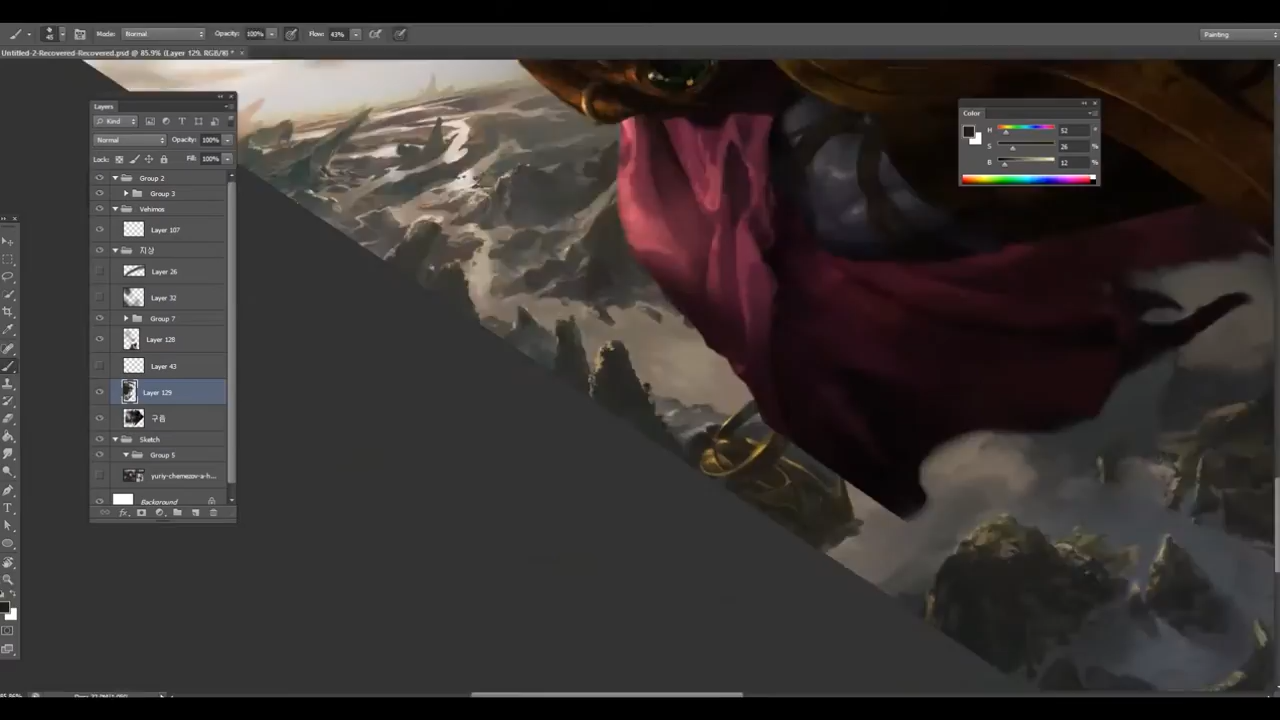 Mode: Normal Opacity: 100% Flow: 43% Painting
Untitled-2-Recovered-Recovered.psd @ 85.9% (Layer 129, RGB/8) *
Layers
Kind
Normal Opacity: 100%
Lock: Fill: 100%
Group 2
Group 3
Vehimos
Layer 107
지상
Layer 26
Layer 32
Group 7
Layer 128
Layer 43
Layer 129
구름
Sketch
Group 5
yuriy-chemezov-a-h...
Background
Color
H 52 °
S 26 %
B 12 %